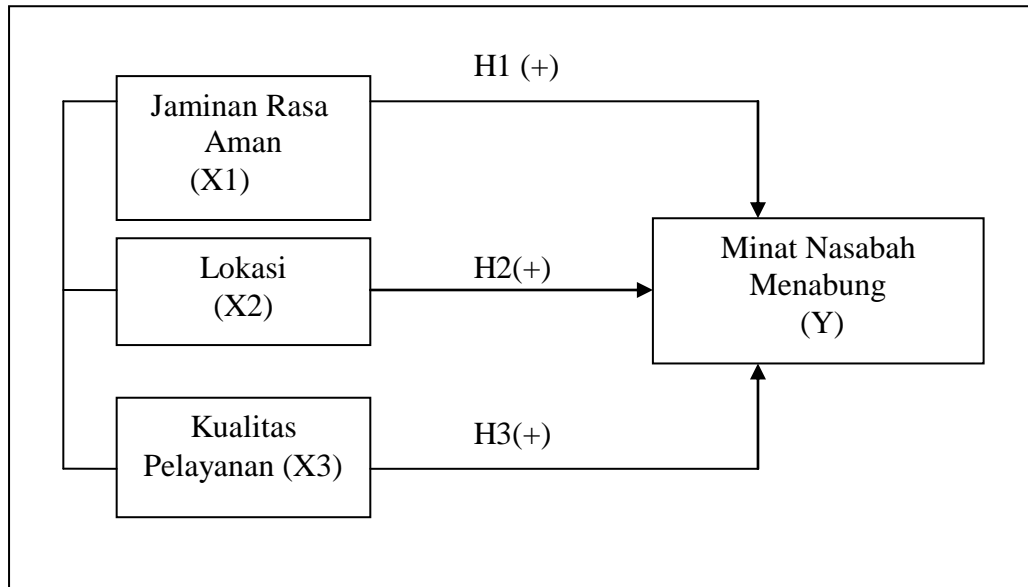 H1 (+)
Jaminan Rasa
Aman
(X1)
Lokasi
(X2)
H2(+)
Minat Nasabah
Menabung
(Y)
Kualitas
Pelayanan (X3)
H3(+)